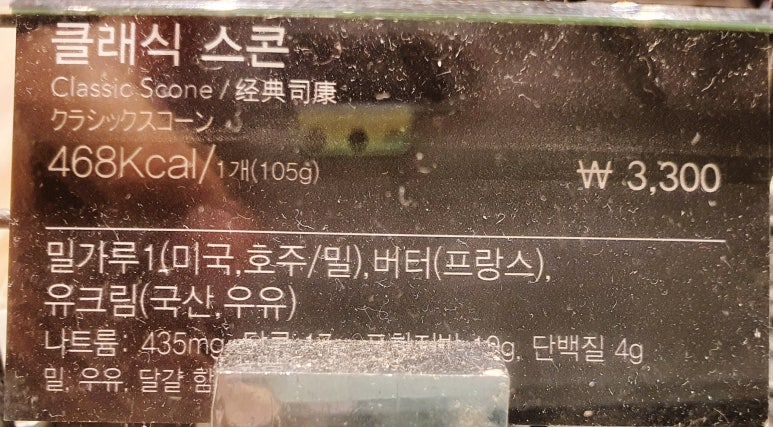 클래식 스콘
Classic Scone / 经典司康
クラシックスコーン
468Kcal/1개(105g)
₩ 3,300
밀가루1(미국,호주/밀),버터(프랑스),
유크림(국산,우유)
나트륨: 435mg, 단백질 4g
밀, 우유, 달걀 함